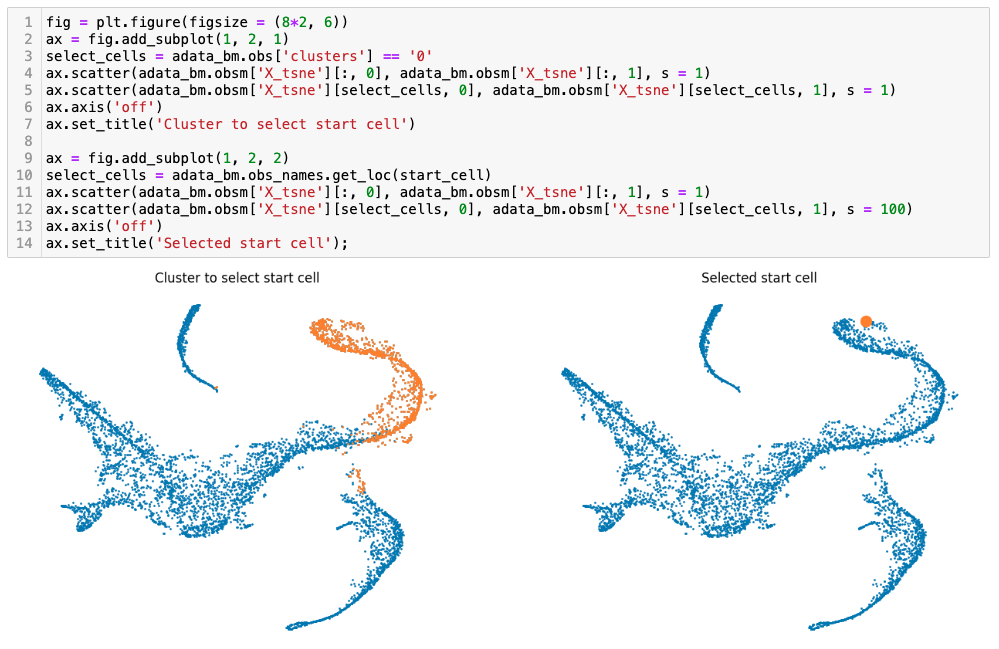 1 fig = plt.figure(figsize = (8*2, 6))
2 ax = fig.add_subplot(1, 2, 1)
3 select_cells = adata_bm.obs['clusters'] == '0'
4 ax.scatter(adata_bm.obsm['X_tsne'][:, 0], adata_bm.obsm['X_tsne'][:, 1], s = 1)
5 ax.scatter(adata_bm.obsm['X_tsne'][select_cells, 0], adata_bm.obsm['X_tsne'][select_cells, 1], s = 1)
6 ax.axis('off')
7 ax.set_title('Cluster to select start cell')
8
9 ax = fig.add_subplot(1, 2, 2)
10 select_cells = adata_bm.obs_names.get_loc(start_cell)
11 ax.scatter(adata_bm.obsm['X_tsne'][:, 0], adata_bm.obsm['X_tsne'][:, 1], s = 1)
12 ax.scatter(adata_bm.obsm['X_tsne'][select_cells, 0], adata_bm.obsm['X_tsne'][select_cells, 1], s = 100)
13 ax.axis('off')
14 ax.set_title('Selected start cell');
Cluster to select start cell
Selected start cell